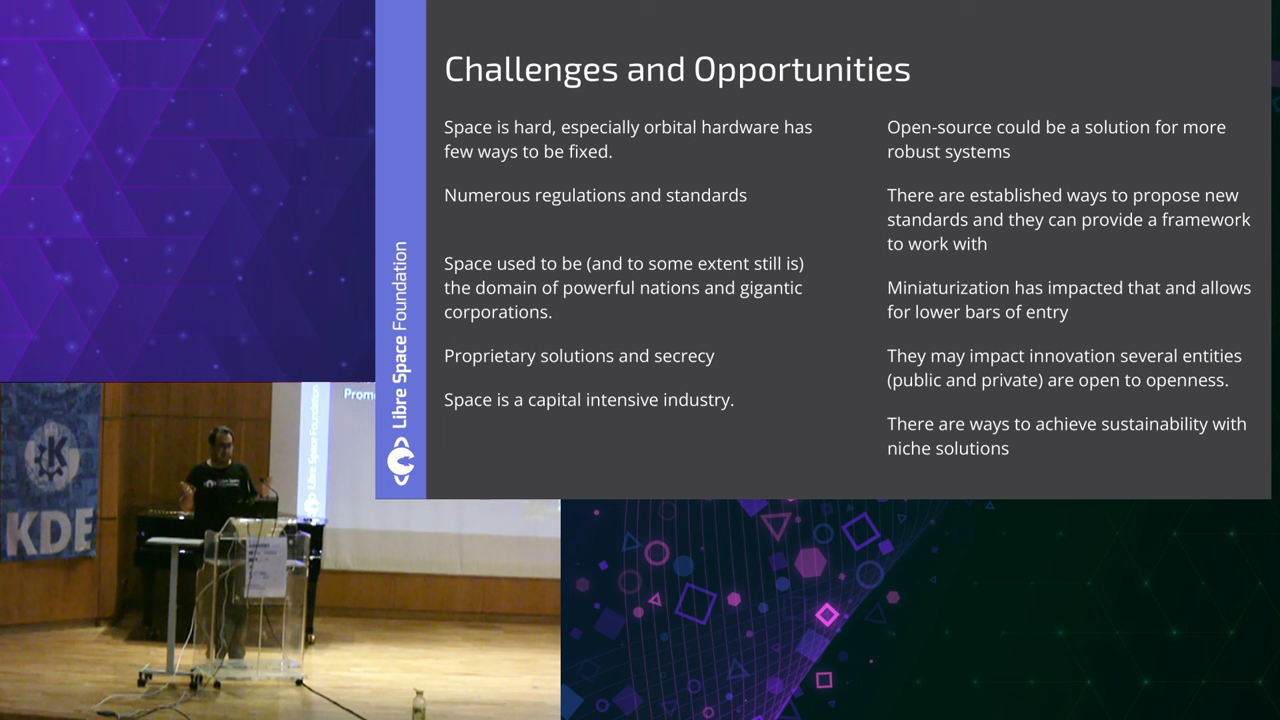 Challenges and Opportunities
Space is hard, especially orbital hardware has
few ways to be fixed.
Numerous regulations and standards
Space used to be (and to some extent still is)
the domain of powerful nations and gigantic
corporations.
Proprietary solutions and secrecy
Space is a capital intensive industry.
Open-source could be a solution for more
robust systems
There are established ways to propose new
standards and they can provide a framework
to work with
Miniaturization has impacted that and allows
for lower bars of entry
They may impact innovation several entities
(public and private) are open to openness.
There are ways to achieve sustainability with
niche solutions
Libre Space Foundation
K
KDE
Libre Space Foundation
Libre Space